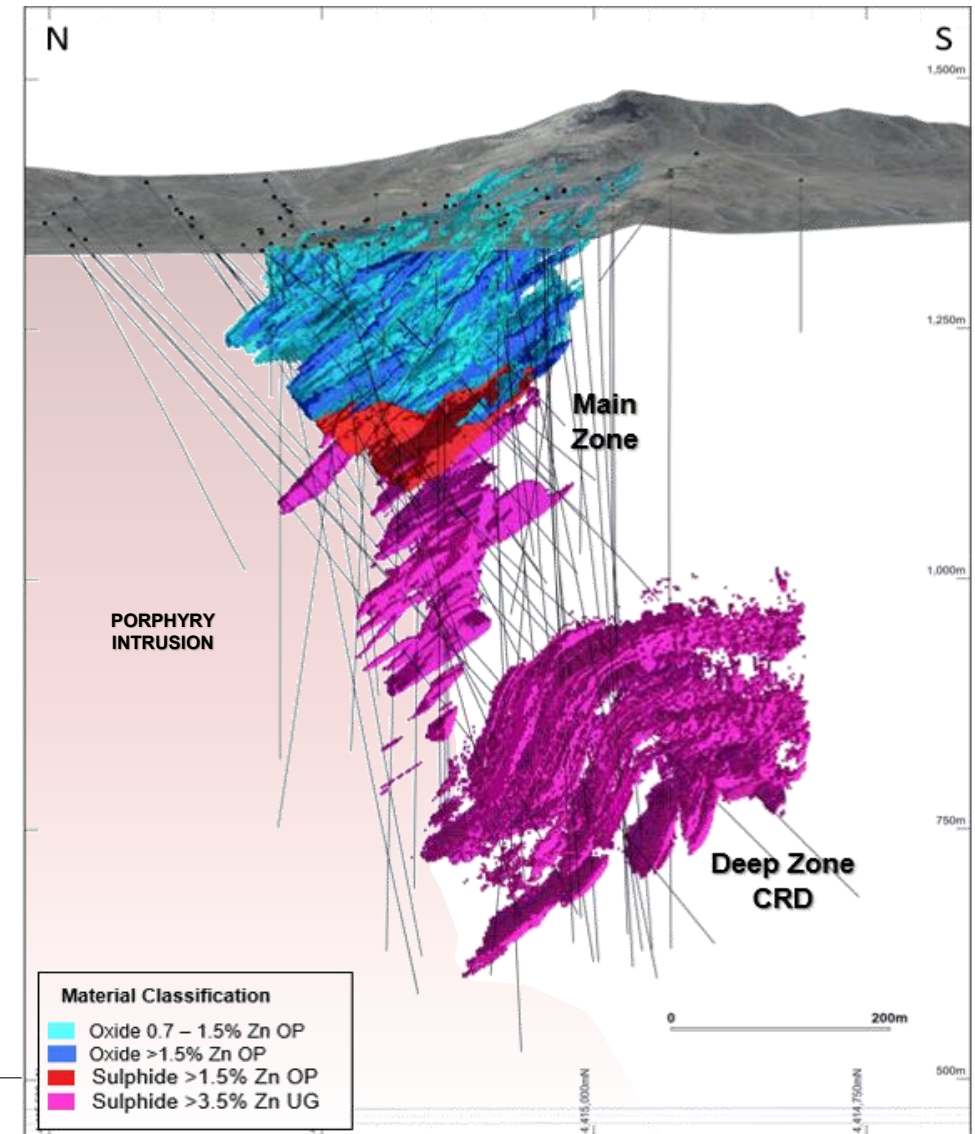 N
S
1,500m
1,250m
Main
Zone
1,000m
PORPHYRY
INTRUSION
750m
Deep Zone
CRD
Material Classification
Oxide 0.7 – 1.5% Zn OP
Oxide >1.5% Zn OP
Sulphide >1.5% Zn OP
Sulphide >3.5% Zn UG
0 200m
500m
4,415,000mN
4,414,750mN